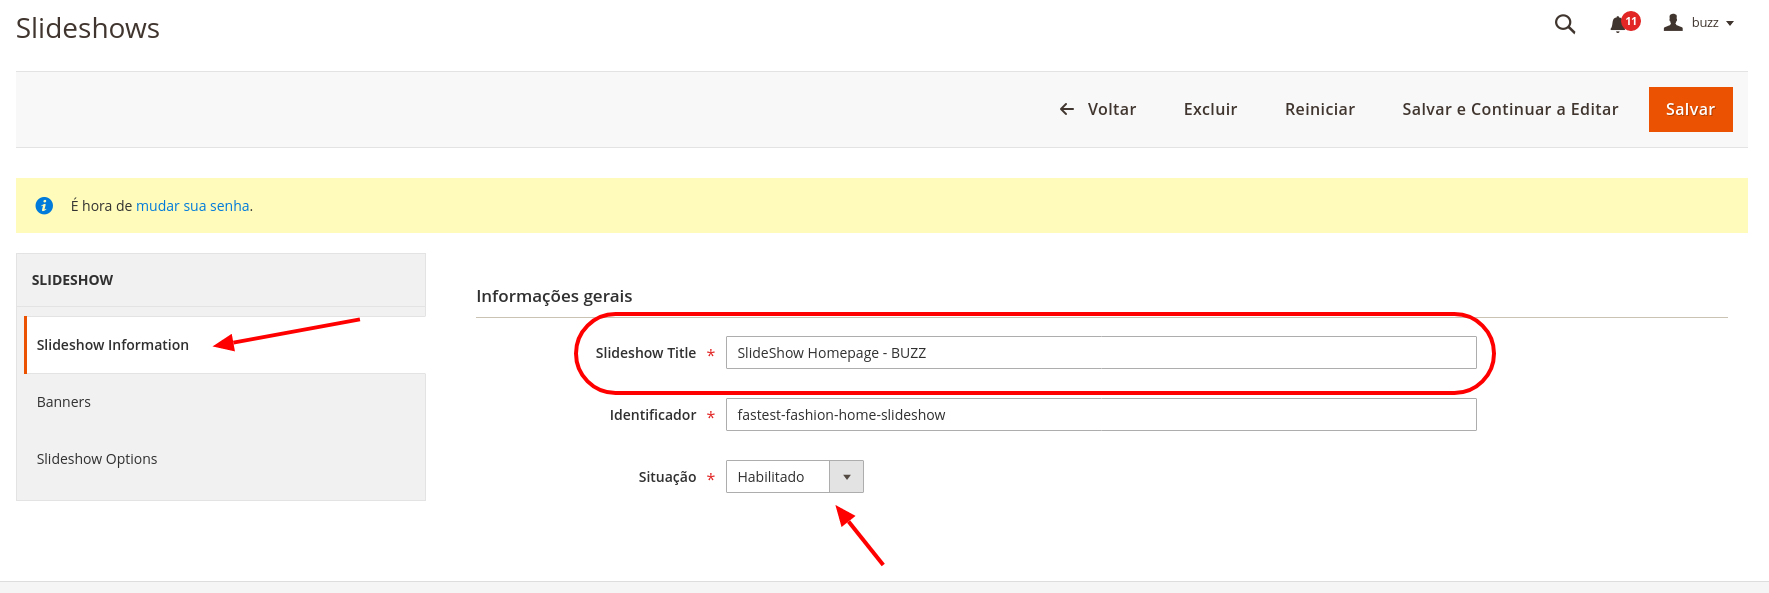 Slideshows
11
buzz
Voltar
Excluir
Reiniciar
Salvar e Continuar a Editar
Salvar
É hora de mudar sua senha.
SLIDESHOW
Slideshow Information
Banners
Slideshow Options
Informações gerais
Slideshow Title * SlideShow Homepage - BUZZ
Identificador * fastest-fashion-home-slideshow
Situação * Habilitado